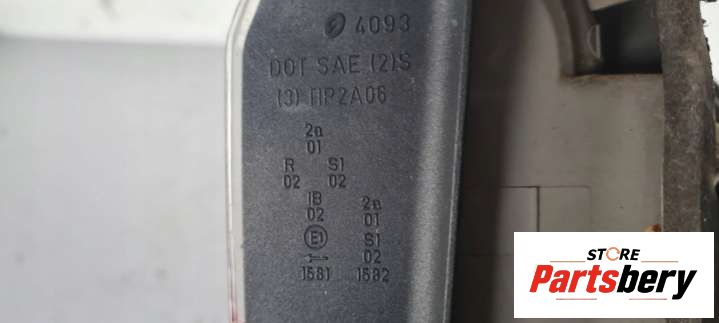 4093
DOT SAE (2)S
(3) IIP2A06
2a
01
R S1
02 02
IB
02
E1
1581
2a
01
S1
02
1582
STORE
Partsbery